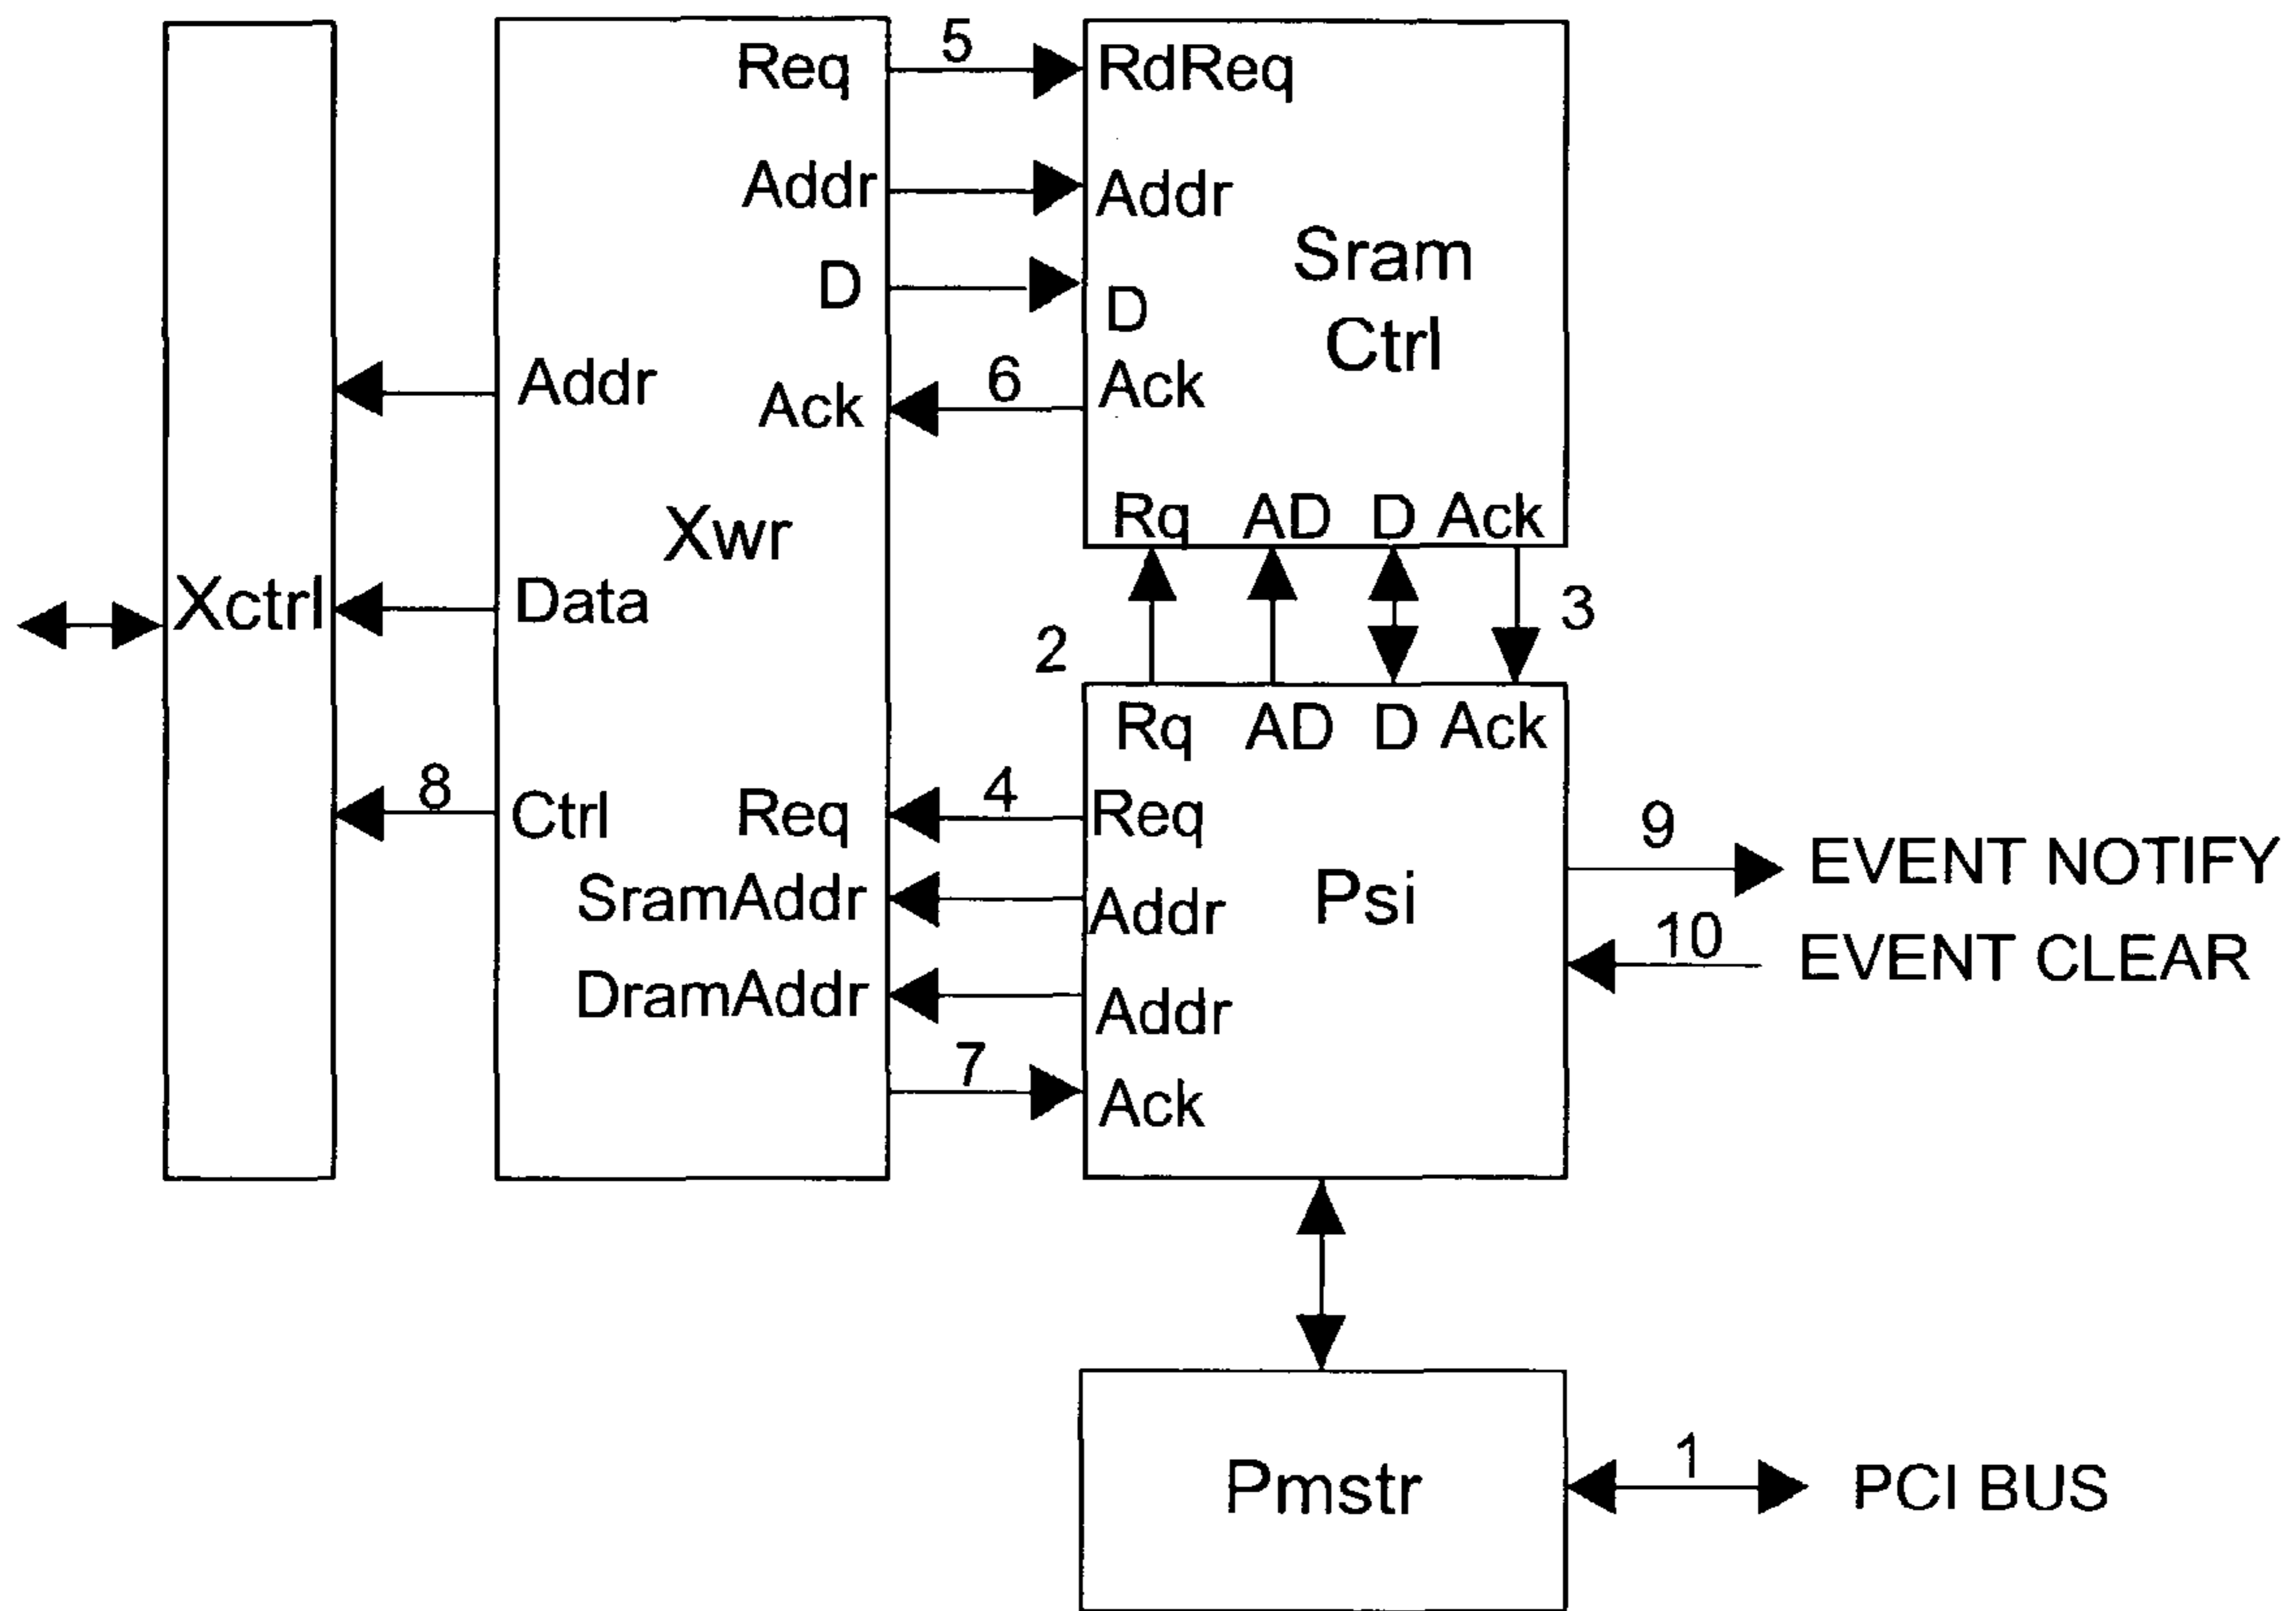 Req
5
RdReq
Addr
Addr
D
D
Sram
Ctrl
Addr
Ack
6
Ack
Xwr
Rq AD D Ack
Xctrl
Data
2
3
Rq AD D Ack
8
Ctrl
Req
4
Req
SramAddr
Addr
Psi
9
EVENT NOTIFY
10
EVENT CLEAR
DramAddr
Addr
7
Ack
Pmstr
1
PCI BUS